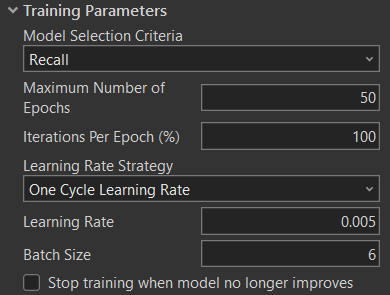 Training Parameters
Model Selection Criteria
Recall
Maximum Number of
Epochs
50
Iterations Per Epoch (%)
100
Learning Rate Strategy
One Cycle Learning Rate
Learning Rate
0.005
Batch Size
6
Stop training when model no longer improves